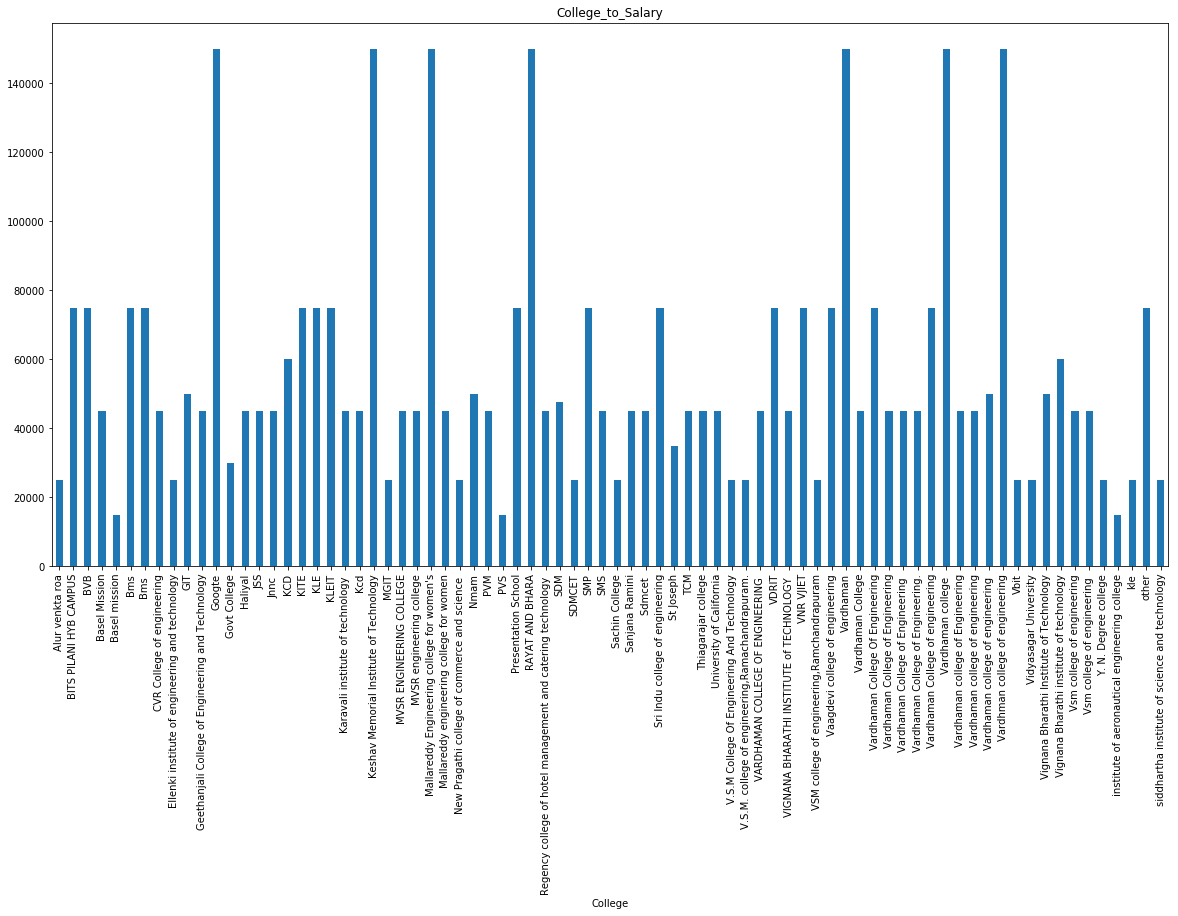 College_to_Salary
140000
120000
100000
80000
60000
40000
20000
0
Alur venkta roa
BITS PILANI HYB CAMPUS
BVB
Basel Mission
Basel mission
Bms
Bms
CVR College of engineering
Ellenki institute of engineering and technology
GIT
Geethanjali College of Engineering and Technology
Googte
Govt College
Haliyal
JSS
Jnnc
KCD
KITE
KLE
KLEIT
Karavali institute of technology
Kcd
Keshav Memorial Institute of Technology
MGIT
MVSR ENGINEERING COLLEGE
MVSR engineering college
Mallareddy Engineering college for women's
Mallareddy engineering college for women
New Pragathi college of commerce and science
Nmam
PVM
PVS
Presentation School
RAYAT AND BHARA
Regency college of hotel management and catering technology
SDM
SDMCET
SMP
SMS
Sachin College
Sanjana Ramini
Sdmcet
Sri Indu college of engineering
St Joseph
TCM
Thiagarajar college
University of California
V.S.M College Of Engineering And Technology
V.S.M. college of engineering,Ramachandrapuram.
VARDHAMAN COLLEGE OF ENGINEERING
VDRIT
VIGNANA BHARATHI INSTITUTE of TECHNOLOGY
VNR VJIET
VSM college of engineering,Ramchandrapuram
Vaagdevi college of engineering
Vardhaman
Vardhaman College
Vardhaman College Of Engineering
Vardhaman College of Engineering
Vardhaman College of Engineering
Vardhaman College of Engineering.
Vardhaman College of engineering
Vardhaman college
Vardhaman college of Engineering
Vardhaman college of engineering
Vardhaman college of engineering
Vardhman college of engineering
Vbit
Vidyasagar University
Vignana Bharathi Institute of Technology
Vignana Bharathi institute of Technology
Vsm college of engineering
Vsm college of engineering
Y. N. Degree college
institute of aeronautical engineering college
kle
other
siddhartha institute of science and technology
College